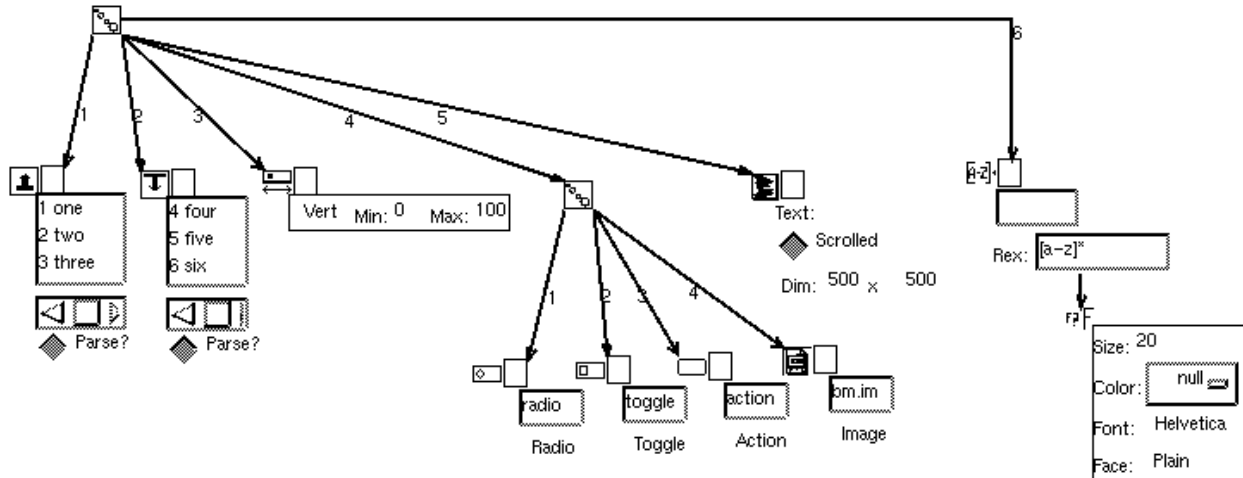 6
1
2
3
4
5
[A-Z]
1 one
2 two
3 three
4 four
5 five
6 six
Vert Min: 0 Max: 100
Text:
Scrolled
Dim: 500 x 500
Rex: [a-z]*
Parse?
Parse?
1
2
3
4
F?F
Size: 20
Color: null
Font: Helvetica
Face: Plain
radio
toggle
action
bm.im
Radio
Toggle
Action
Image